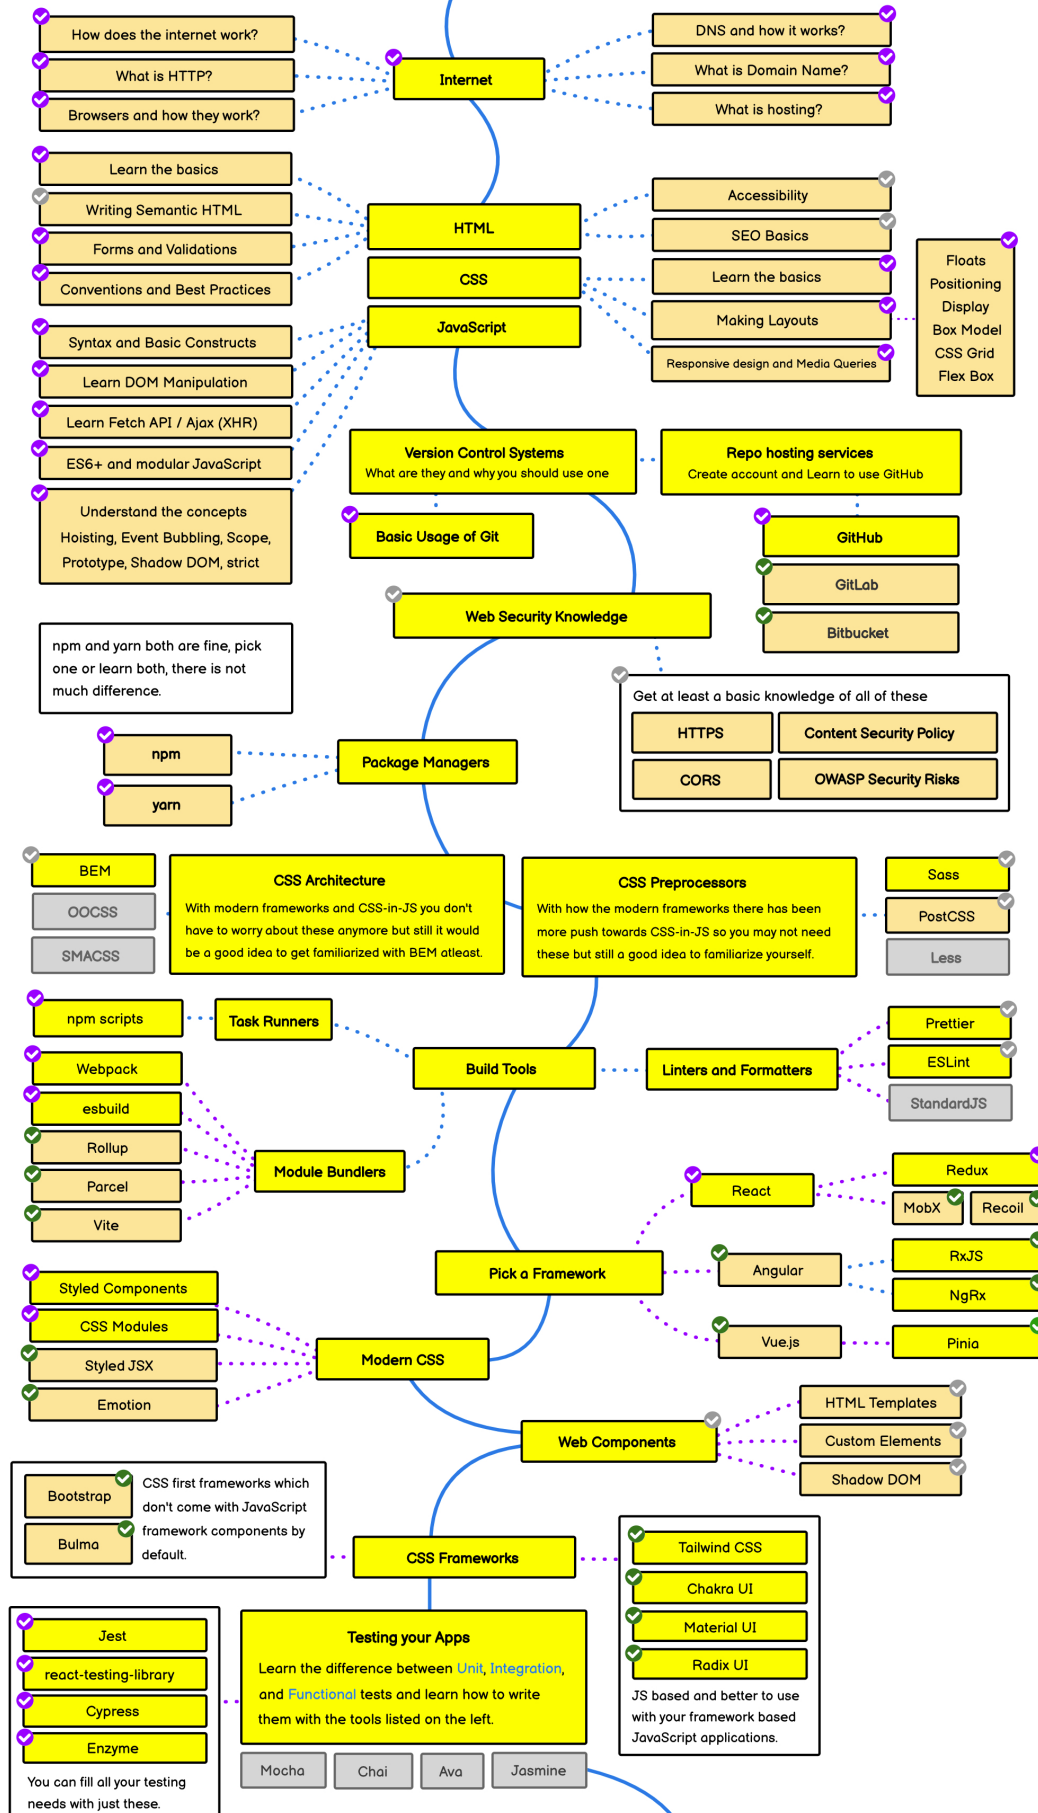 How does the internet work?
What is HTTP?
Browsers and how they work?
Internet
DNS and how it works?
What is Domain Name?
What is hosting?
Learn the basics
Writing Semantic HTML
Forms and Validations
Conventions and Best Practices
HTML
CSS
JavaScript
Accessibility
SEO Basics
Learn the basics
Making Layouts
Responsive design and Media Queries
Floats
Positioning
Display
Box Model
CSS Grid
Flex Box
Syntax and Basic Constructs
Learn DOM Manipulation
Learn Fetch API / Ajax (XHR)
ES6+ and modular JavaScript
Understand the concepts
Hoisting, Event Bubbling, Scope,
Prototype, Shadow DOM, strict
Version Control Systems
What are they and why you should use one
Basic Usage of Git
Repo hosting services
Create account and Learn to use GitHub
GitHub
GitLab
Bitbucket
Web Security Knowledge
Get at least a basic knowledge of all of these
HTTPS
Content Security Policy
CORS
OWASP Security Risks
npm and yarn both are fine, pick
one or learn both, there is not
much difference.
npm
yarn
Package Managers
BEM
OOCSS
SMACSS
CSS Architecture
With modern frameworks and CSS-in-JS you don't
have to worry about these anymore but still it would
be a good idea to get familiarized with BEM atleast.
CSS Preprocessors
With how the modern frameworks there has been
more push towards CSS-in-JS so you may not need
these but still a good idea to familiarize yourself.
Sass
PostCSS
Less
npm scripts
Task Runners
Build Tools
Linters and Formatters
Prettier
ESLint
StandardJS
Webpack
esbuild
Rollup
Parcel
Vite
Module Bundlers
Pick a Framework
React
Redux
MobX
Recoil
Angular
RxJS
NgRx
Vue.js
Pinia
Styled Components
CSS Modules
Styled JSX
Emotion
Modern CSS
Web Components
HTML Templates
Custom Elements
Shadow DOM
Bootstrap
Bulma
CSS first frameworks which
don't come with JavaScript
framework components by
default.
CSS Frameworks
Tailwind CSS
Chakra UI
Material UI
Radix UI
JS based and better to use
with your framework based
JavaScript applications.
Jest
react-testing-library
Cypress
Enzyme
You can fill all your testing
needs with just these.
Testing your Apps
Learn the difference between Unit, Integration,
and Functional tests and learn how to write
them with the tools listed on the left.
Mocha
Chai
Ava
Jasmine